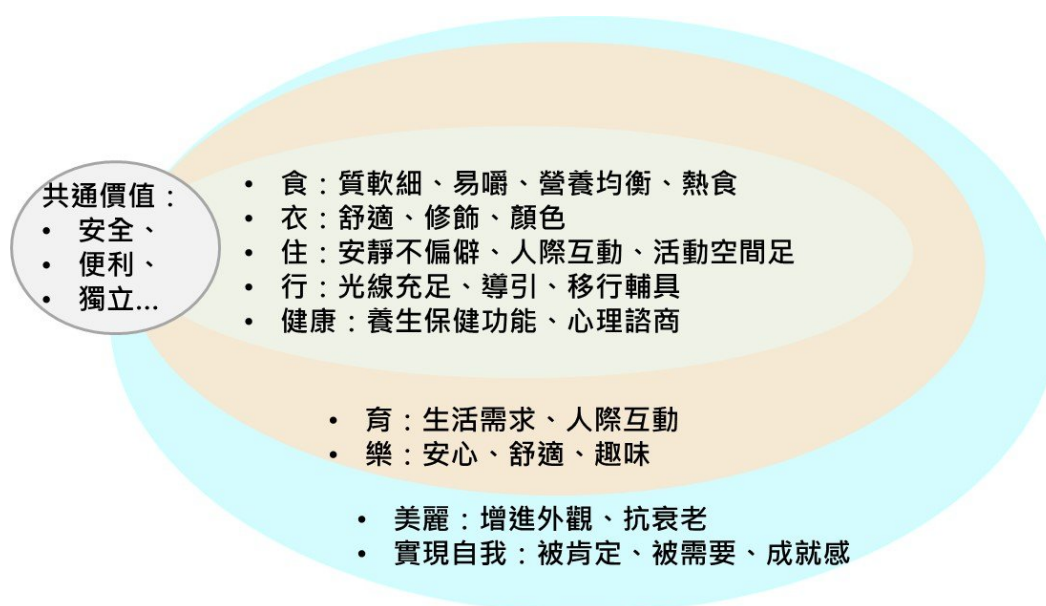 共通價值：
• 安全、
• 便利、
• 獨立...
• 食：質軟細、易嚼、營養均衡、熱食
• 衣：舒適、修飾、顏色
• 住：安靜不偏僻、人際互動、活動空間足
• 行：光線充足、導引、移行輔具
• 健康：養生保健功能、心理諮商
• 育：生活需求、人際互動
• 樂：安心、舒適、趣味
• 美麗：增進外觀、抗衰老
• 實現自我：被肯定、被需要、成就感